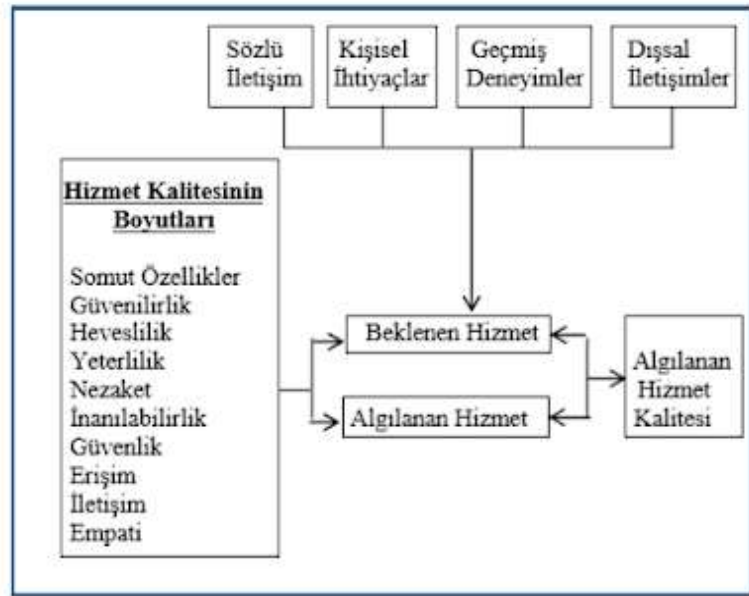 Sözlü
İletişim
Kişisel
İhtiyaçlar
Geçmiş
Deneyimler
Dışsal
İletişimler
Hizmet Kalitesinin
Boyutları
Somut Özellikler
Güvenilirlik
Heveslilik
Yeterlilik
Nezaket
İnanılabilirlik
Güvenlik
Erişim
İletişim
Empati
Beklenen Hizmet
Algılanan Hizmet
Algılanan
Hizmet
Kalitesi